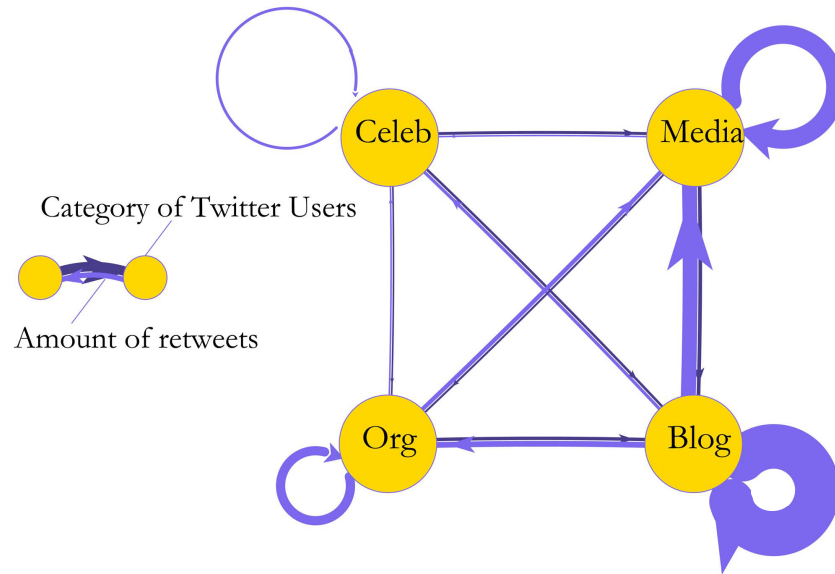 Celeb
Media
Category of Twitter Users
Amount of retweets
Org
Blog